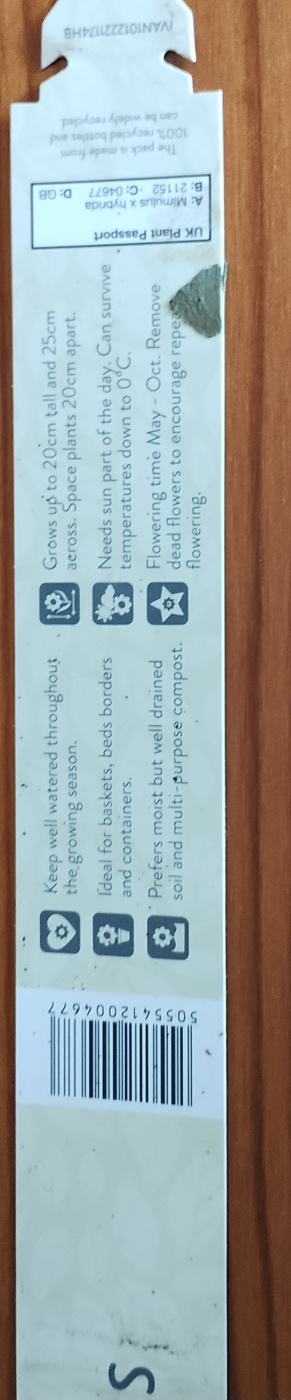 IVAN101222174HB
The pack is made from
100% recycled bottles and
can be widely recycled
UK Plant Passport
A: Mimulus x hybrida
B: 21152 C: 04677 D: GB
Keep well watered throughout
the growing season.
Ideal for baskets, beds borders
and containers.
Prefers moist but well drained
soil and multi-purpose compost.
Grows up to 20cm tall and 25cm
across. Space plants 20cm apart.
Needs sun part of the day. Can survive
temperatures down to 0°C.
Flowering time May - Oct. Remove
dead flowers to encourage
flowering.
5055412004677
S